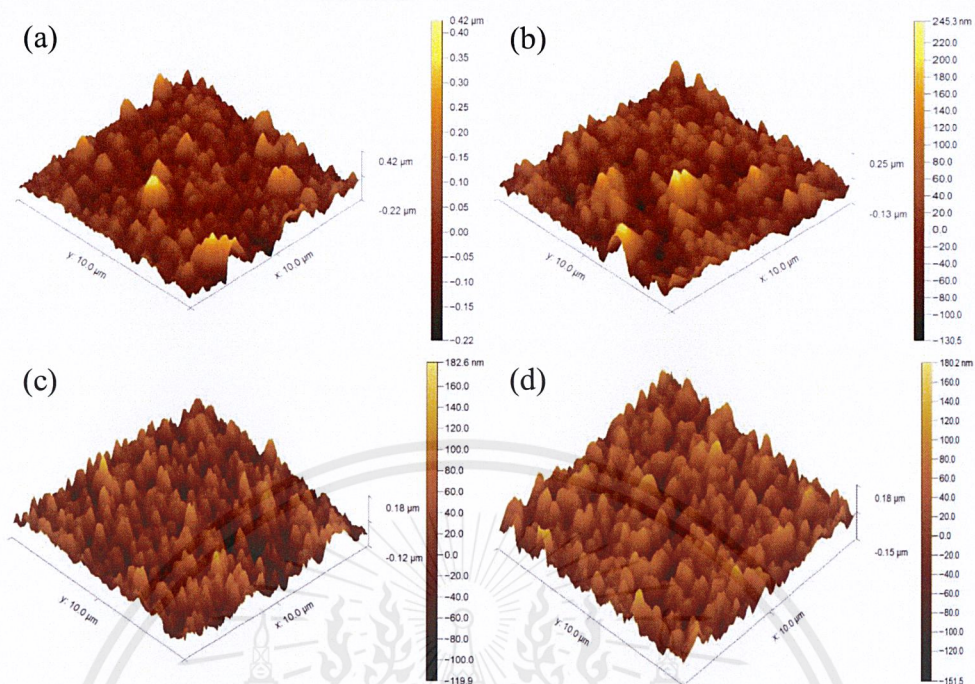 (a)
0.42 µm
0.40
0.35
0.30
0.25
0.20
0.15
0.10
0.05
0.00
-0.05
-0.10
-0.15
-0.22
0.42 µm
-0.22 µm
y: 10.0 µm
x: 10.0 µm
(b)
245.3 nm
220.0
200.0
180.0
160.0
140.0
120.0
100.0
80.0
60.0
40.0
20.0
0.0
-20.0
-40.0
-60.0
-80.0
-100.0
-130.5
0.25 µm
-0.13 µm
y: 10.0 µm
x: 10.0 µm
(c)
182.6 nm
160.0
140.0
120.0
100.0
80.0
60.0
40.0
20.0
0.0
-20.0
-40.0
-60.0
-80.0
-100.0
-119.9
0.18 µm
-0.12 µm
y: 10.0 µm
x: 10.0 µm
(d)
180.2 nm
160.0
140.0
120.0
100.0
80.0
60.0
40.0
20.0
0.0
-20.0
-40.0
-60.0
-80.0
-100.0
-120.0
-151.5
0.18 µm
-0.15 µm
y: 10.0 µm
x: 10.0 µm